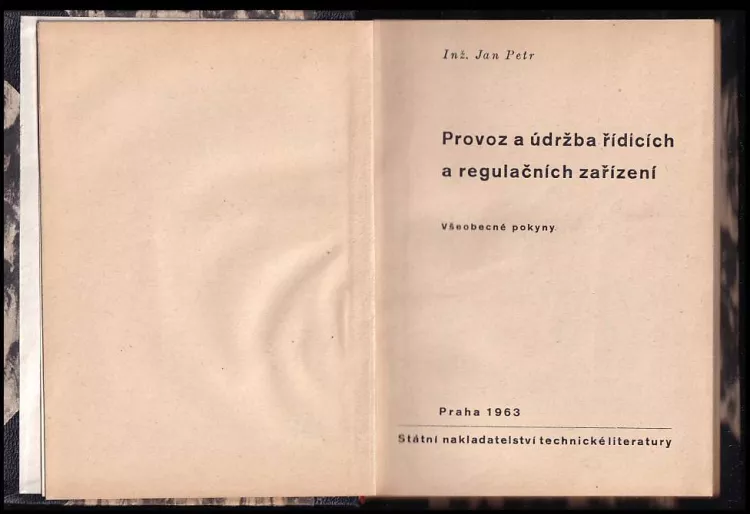 Inž. Jan Petr
Provoz a údržba řídicích
a regulačních zařízení
Všeobecné pokyny
Praha 1963
Státní nakladatelství technické literatury